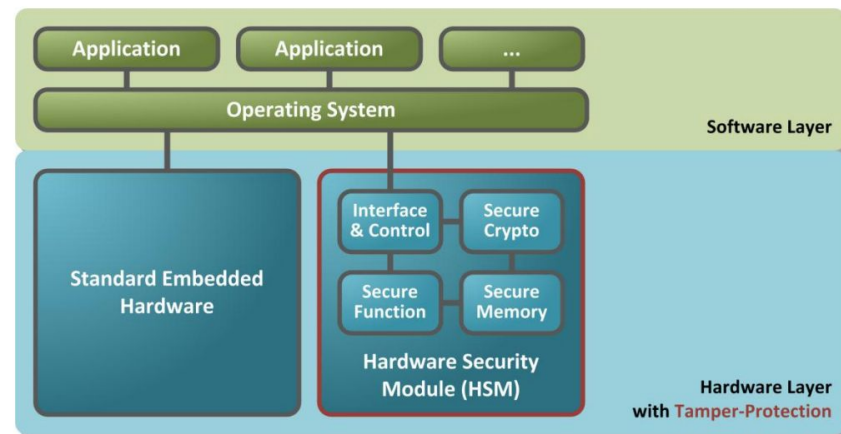 Application
Application
...
Operating System
Software Layer
Standard Embedded
Hardware
Interface
& Control
Secure
Crypto
Secure
Function
Secure
Memory
Hardware Security
Module (HSM)
Hardware Layer
with Tamper-Protection